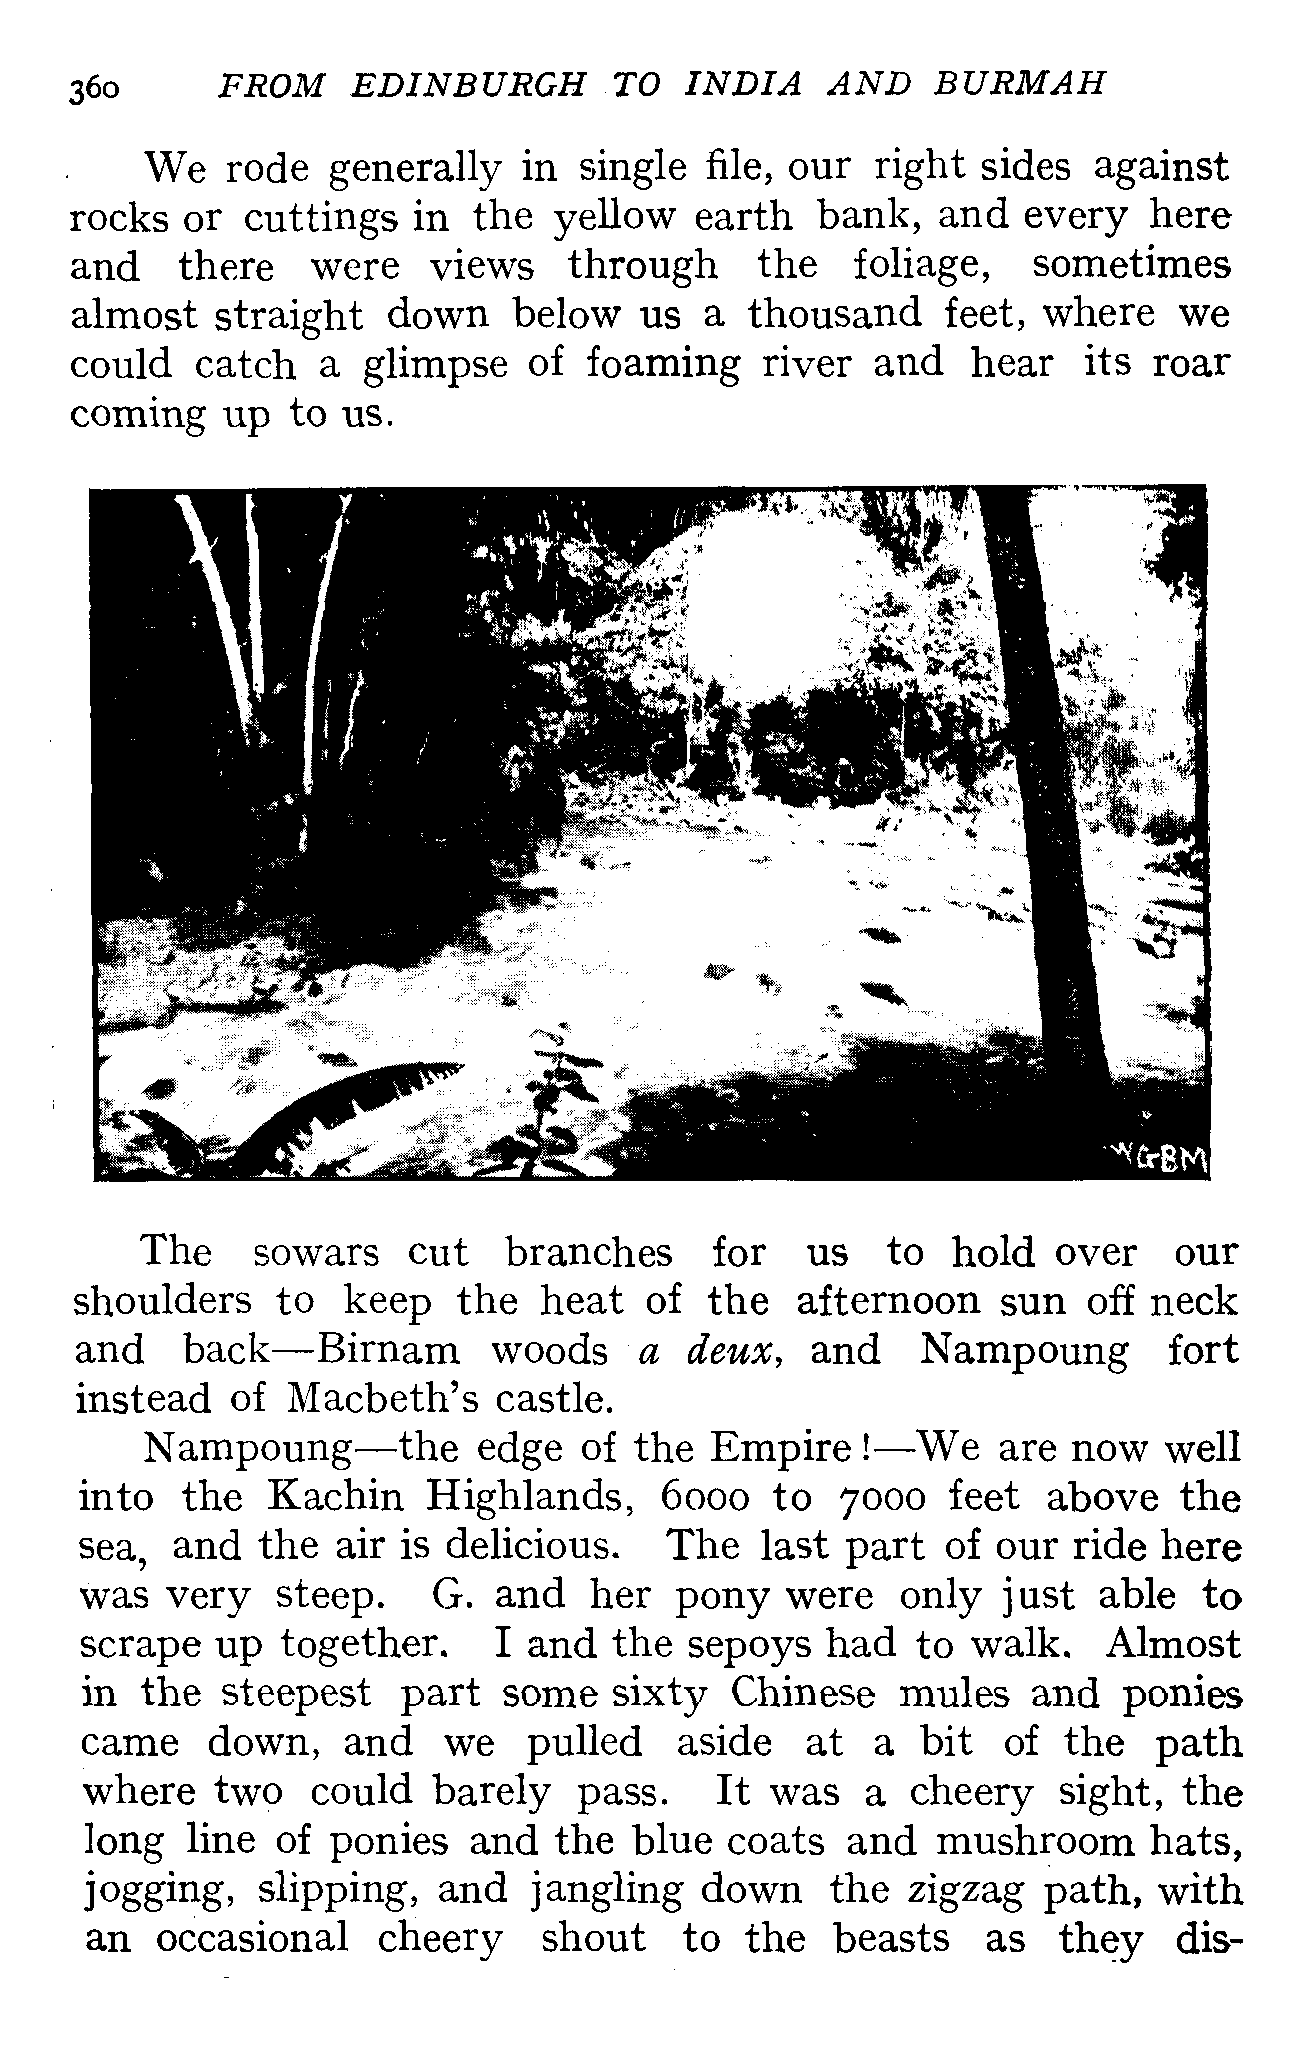 360 FROM EDINBURGH TO INDIA AND BURMAH
We rode generally in single file, our right sides against
rocks or cuttings in the yellow earth bank, and every here
and there were views through the foliage, sometimes
almost straight down below us a thousand feet, where we
could catch a glimpse of foaming river and hear its roar
coming up to us.
WGBM
The sowars cut branches for us to hold over our
shoulders to keep the heat of the afternoon sun off neck
and back—Birnam woods a deux, and Nampoung fort
instead of Macbeth's castle.
Nampoung—the edge of the Empire!—We are now well
into the Kachin Highlands, 6000 to 7000 feet above the
sea, and the air is delicious. The last part of our ride here
was very steep. G. and her pony were only just able to
scrape up together. I and the sepoys had to walk. Almost
in the steepest part some sixty Chinese mules and ponies
came down, and we pulled aside at a bit of the path
where two could barely pass. It was a cheery sight, the
long line of ponies and the blue coats and mushroom hats,
jogging, slipping, and jangling down the zigzag path, with
an occasional cheery shout to the beasts as they dis-